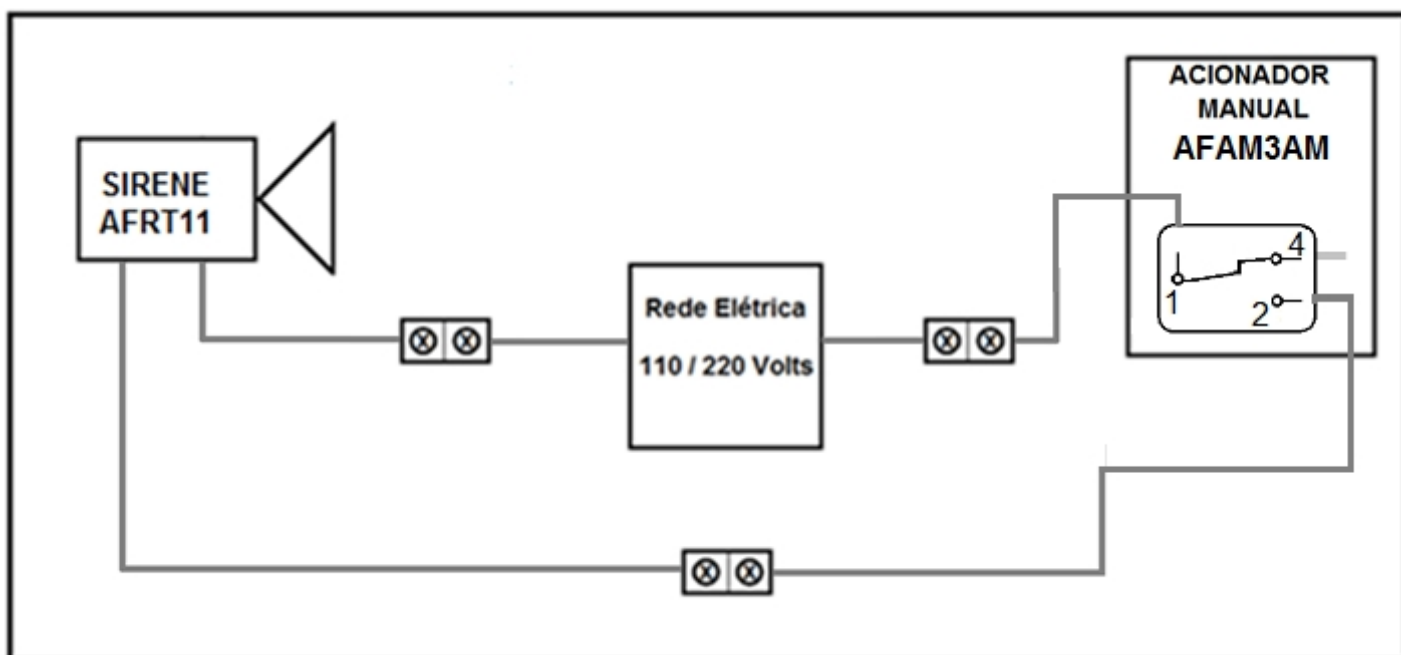 ACIONADOR
MANUAL
AFAM3AM
SIRENE
AFRT11
4
1
2
Rede Elétrica
110 / 220 Volts